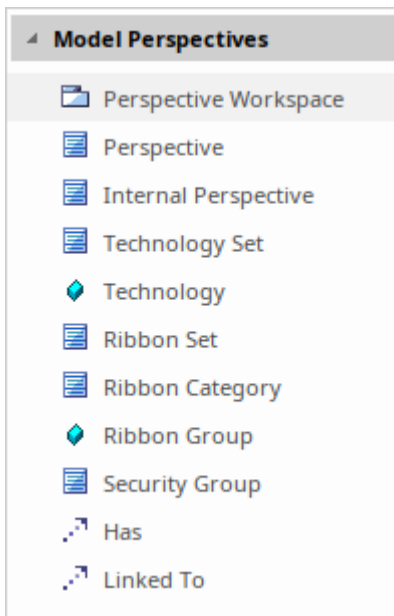 Model Perspectives
Perspective Workspace
Perspective
Internal Perspective
Technology Set
Technology
Ribbon Set
Ribbon Category
Ribbon Group
Security Group
Has
Linked To